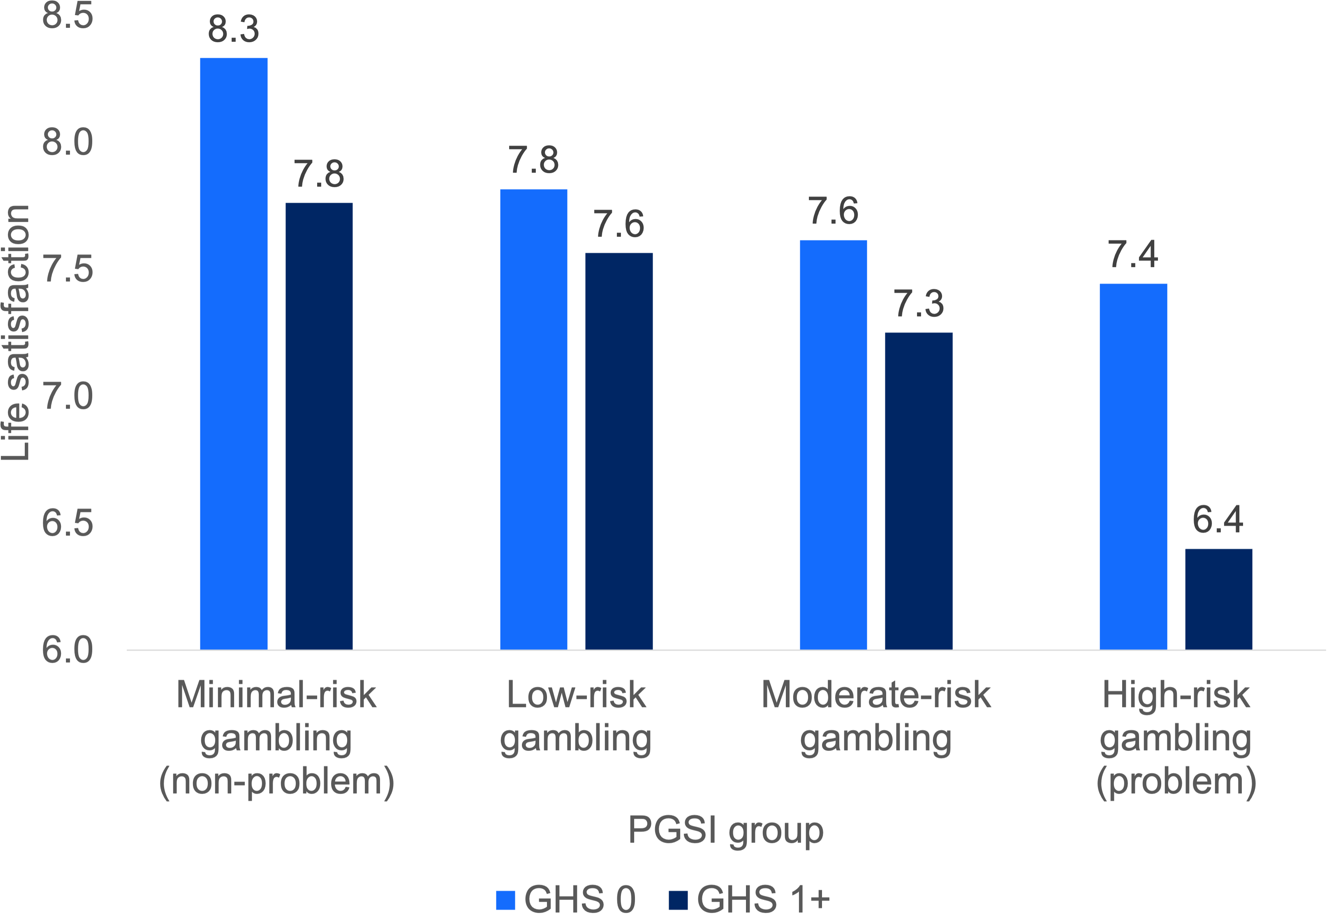 8.5
8.0
7.5
7.0
6.5
6.0
Life satisfaction
8.3
7.8
7.8
7.6
7.6
7.3
7.4
6.4
Minimal-risk
gambling
(non-problem)
Low-risk
gambling
Moderate-risk
gambling
High-risk
gambling
(problem)
PGSI group
GHS 0
GHS 1+